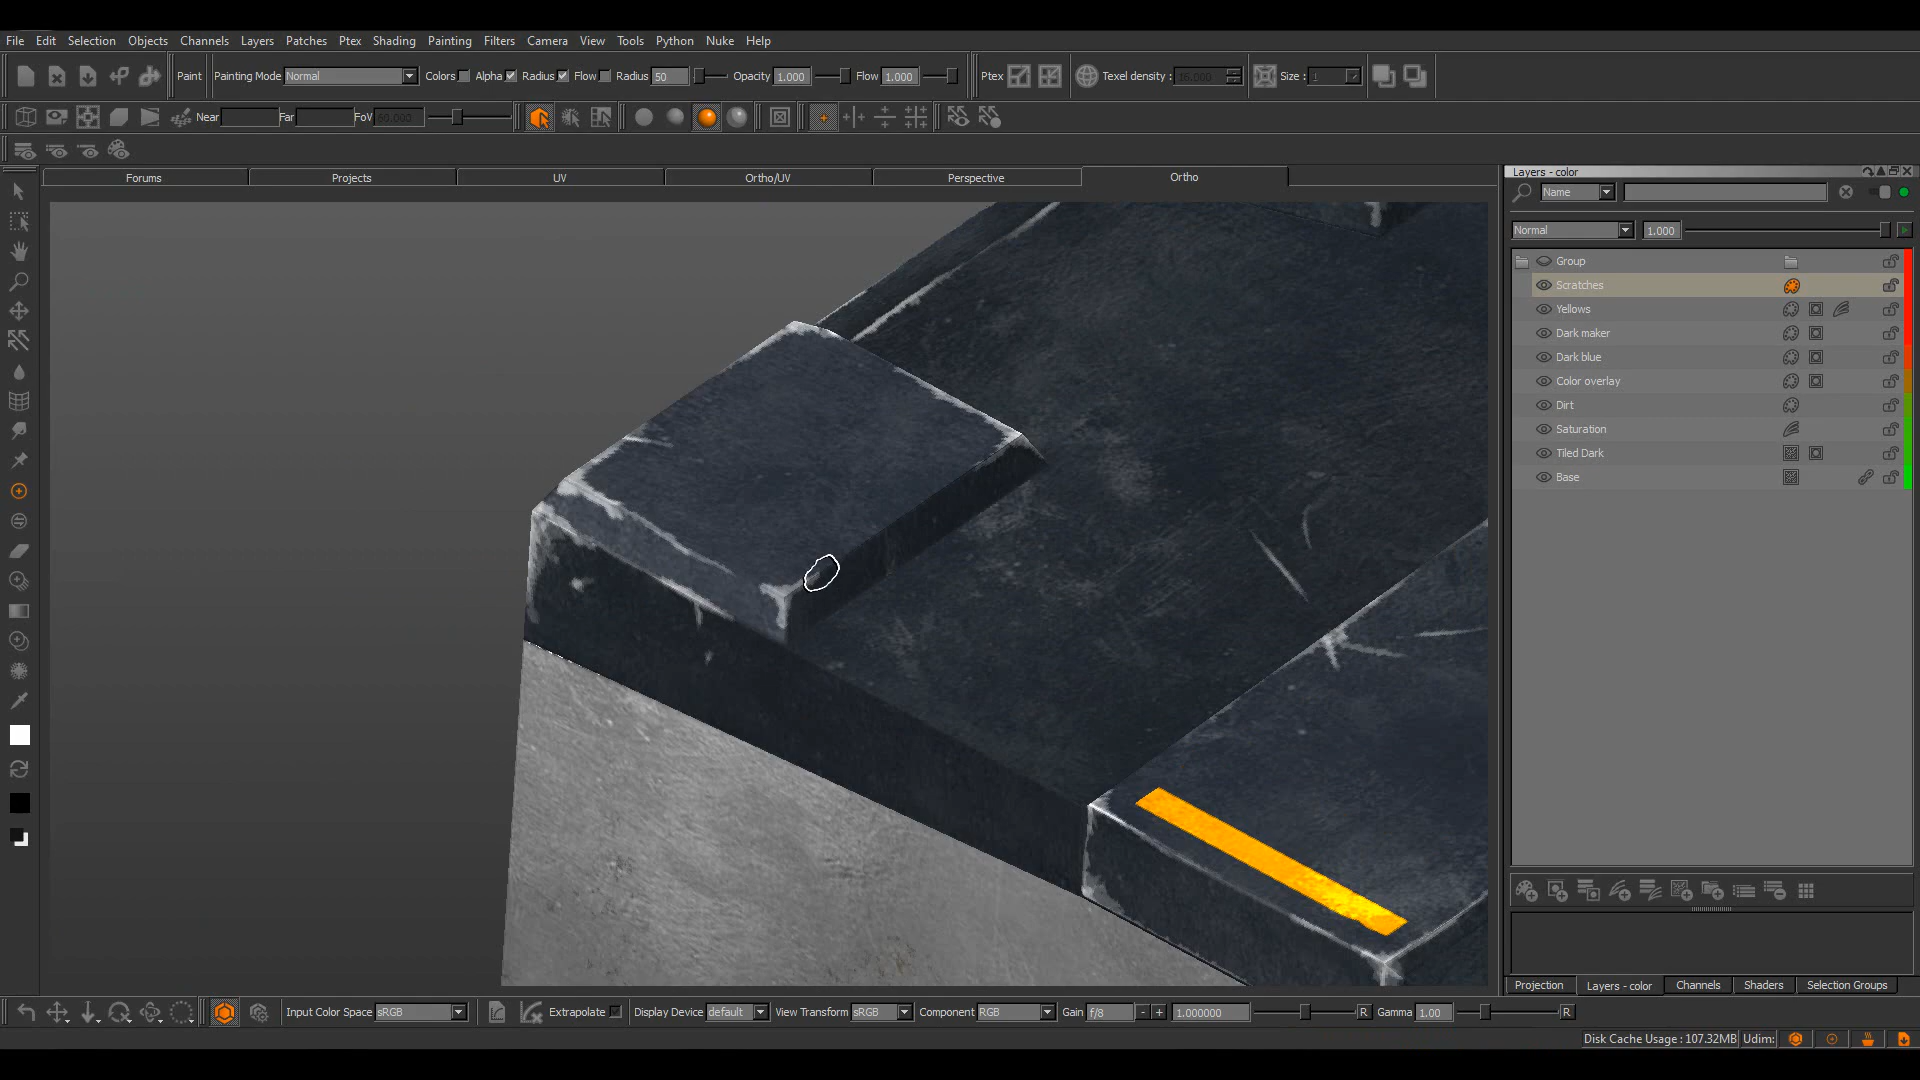 File Edit Selection Objects Channels Layers Patches Ptex Shading Painting Filters Camera View Tools Python Nuke Help
Paint Painting Mode Normal Colors Alpha Radius Flow Radius 50 Opacity 1.000 Flow 1.000 Ptex Texel density : 16.000 Size : 1
Near Far FoV 60.000
Forums Projects UV Ortho/UV Perspective Ortho
Layers - color
Name
Normal 1.000
Group
Scratches
Yellows
Dark maker
Dark blue
Color overlay
Dirt
Saturation
Tiled Dark
Base
Projection Layers - color Channels Shaders Selection Groups
Input Color Space sRGB Extrapolate Display Device default View Transform sRGB Component RGB Gain f/8 - + 1.000000 R Gamma 1.00 R
Disk Cache Usage : 107.32MB Udim: